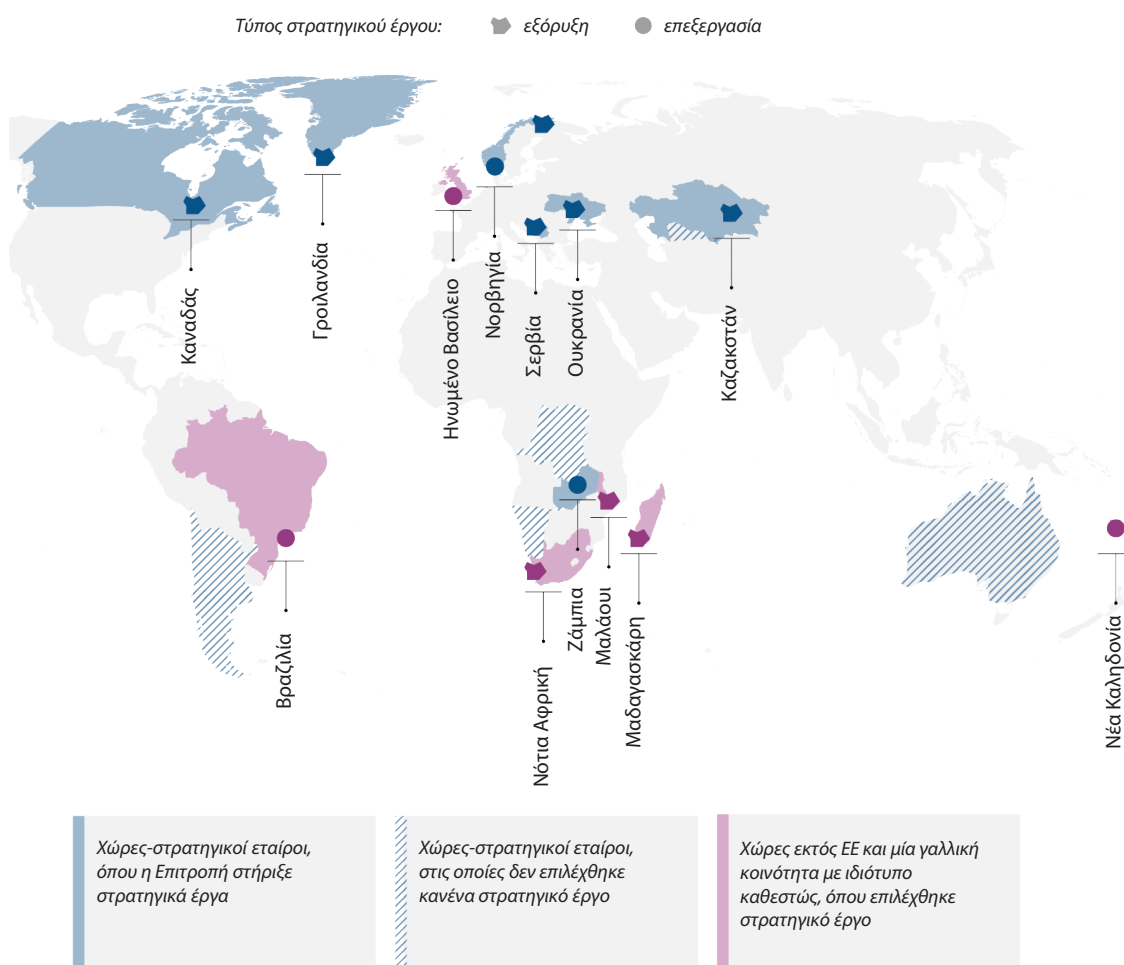 Τύπος στρατηγικού έργου: εξόρυξη επεξεργασία
Καναδάς
Γροιλανδία
Ηνωμένο Βασίλειο
Νορβηγία
Σερβία
Ουκρανία
Καζακστάν
Βραζιλία
Νότια Αφρική
Ζάμπια
Μαλάουι
Μαδαγασκάρη
Νέα Καληδονία
Χώρες-στρατηγικοί εταίροι,
όπου η Επιτροπή στήριξε
στρατηγικά έργα
Χώρες-στρατηγικοί εταίροι,
στις οποίες δεν επιλέχθηκε
κανένα στρατηγικό έργο
Χώρες εκτός ΕΕ και μία γαλλική
κοινότητα με ιδιότυπο
καθεστώς, όπου επιλέχθηκε
στρατηγικό έργο